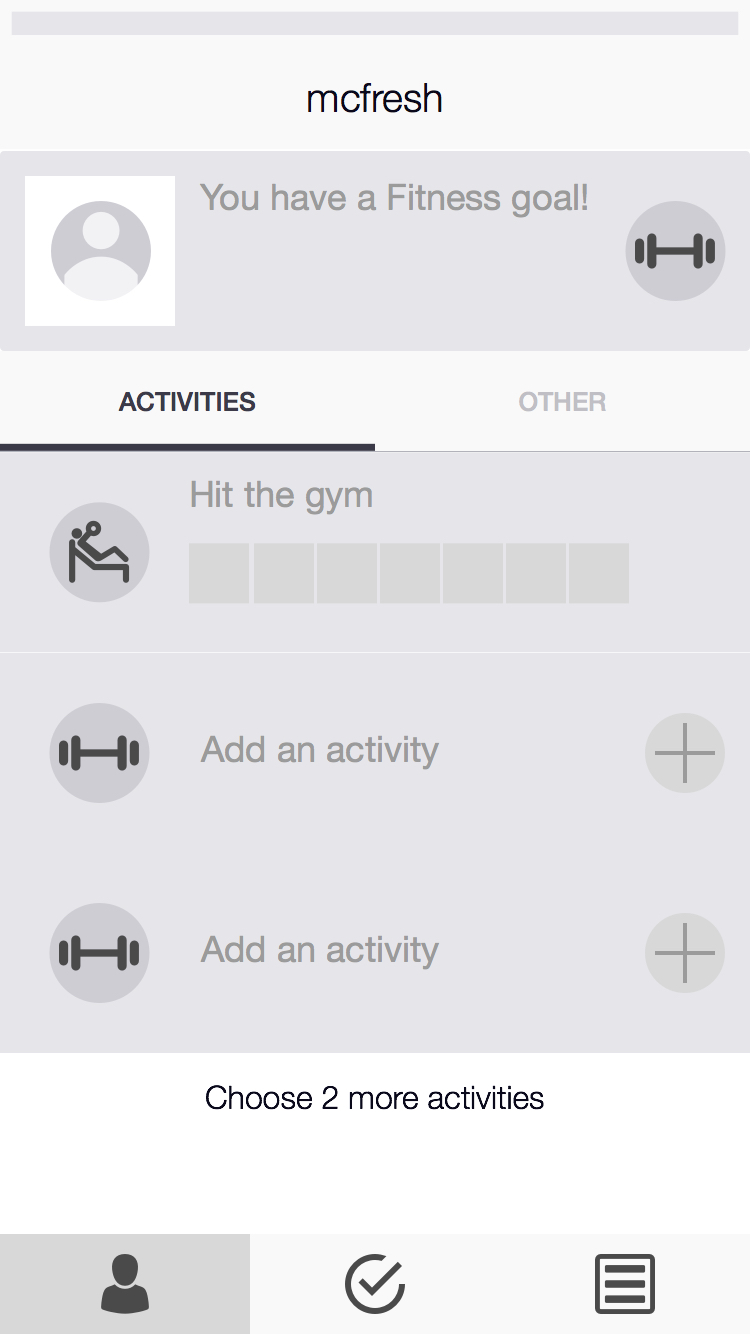 mcfresh
You have a Fitness goal!
ACTIVITIES
OTHER
Hit the gym
Add an activity
Add an activity
Choose 2 more activities